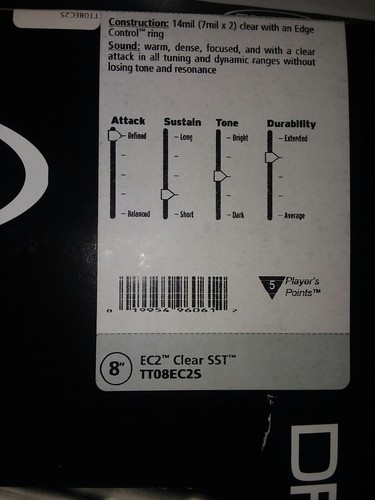 TT08EC2S
Construction: 14mil (7mil x 2) clear with an Edge
Control™ ring
Sound: warm, dense, focused, and with a clear
attack in all tuning and dynamic ranges without
losing tone and resonance
Attack Sustain Tone Durability
Defined Long Bright Extended
Balanced Short Dark Average
0 19954 96061 2
5 Player's
Points™
8" EC2™ Clear SST™
TT08EC2S